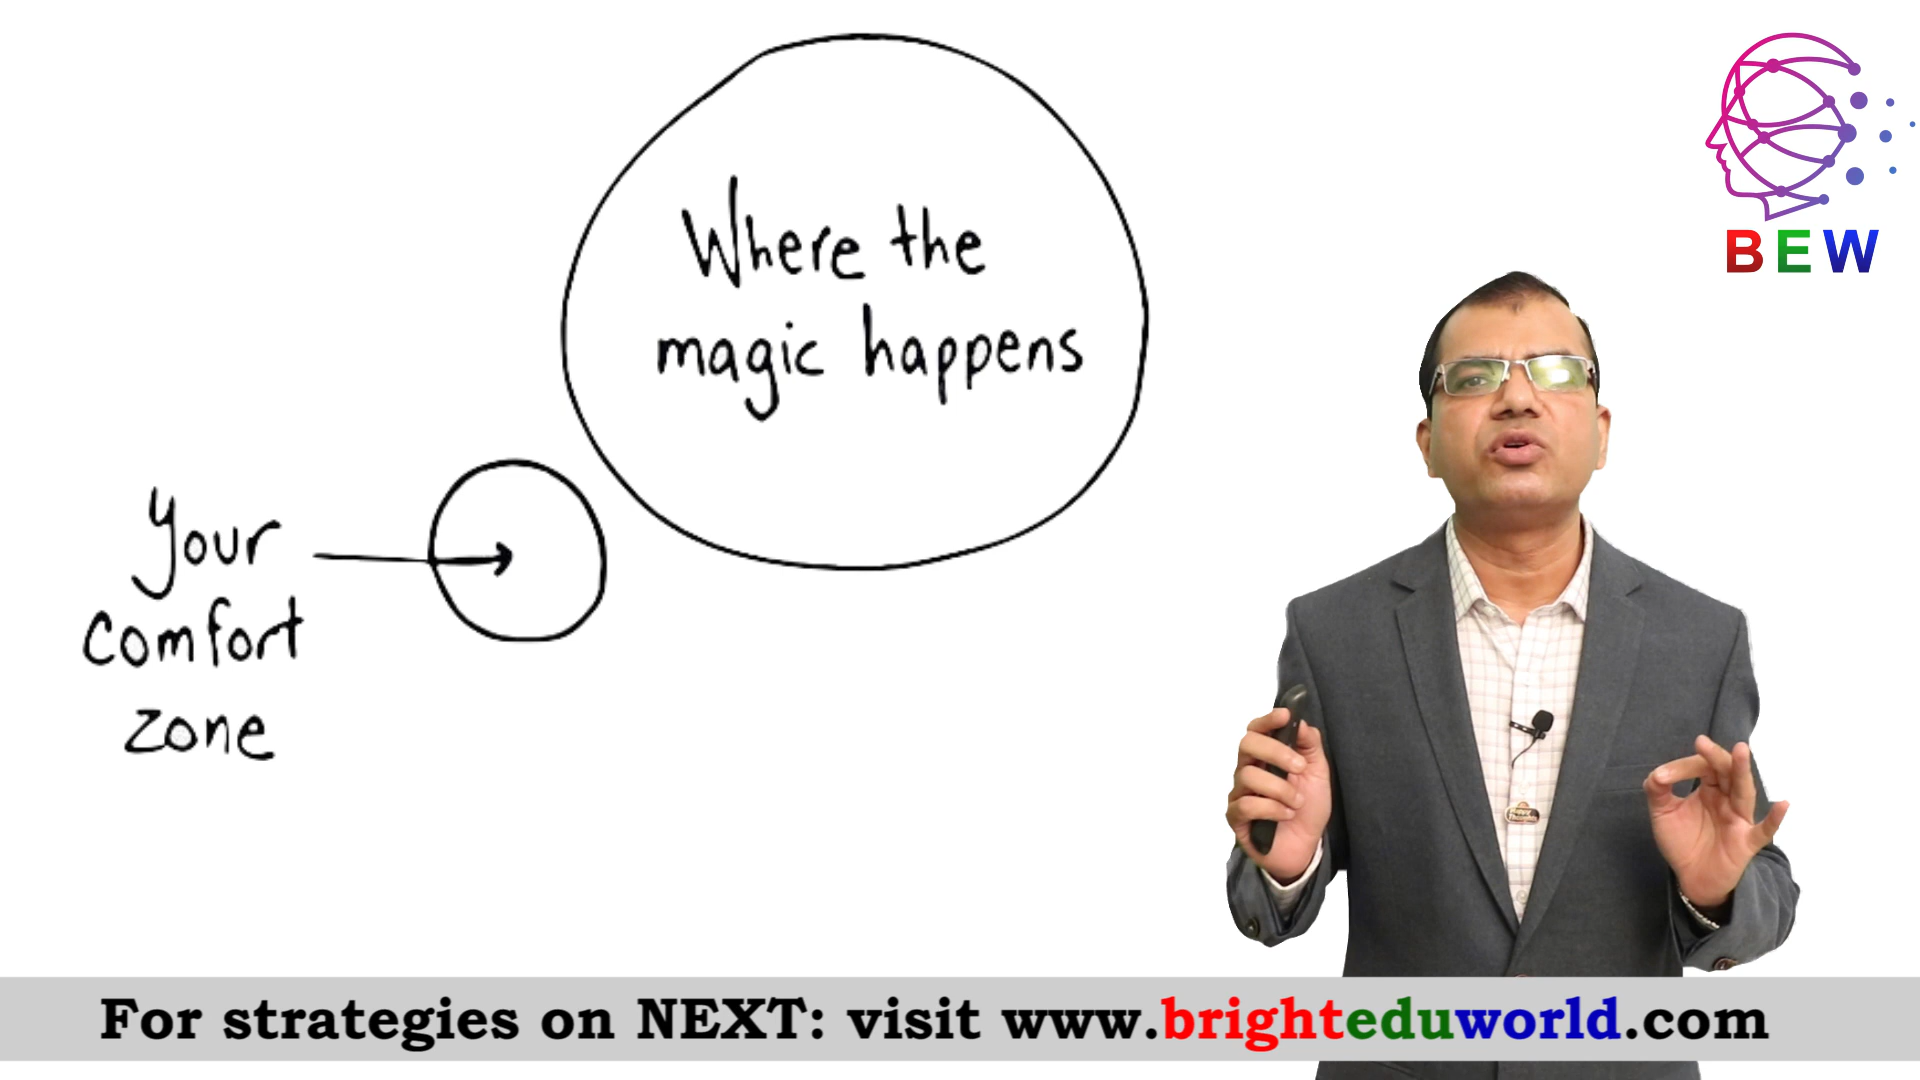 Where the
magic happens
Your
comfort
zone
BEW
For strategies on NEXT: visit www.brighteduworld.com